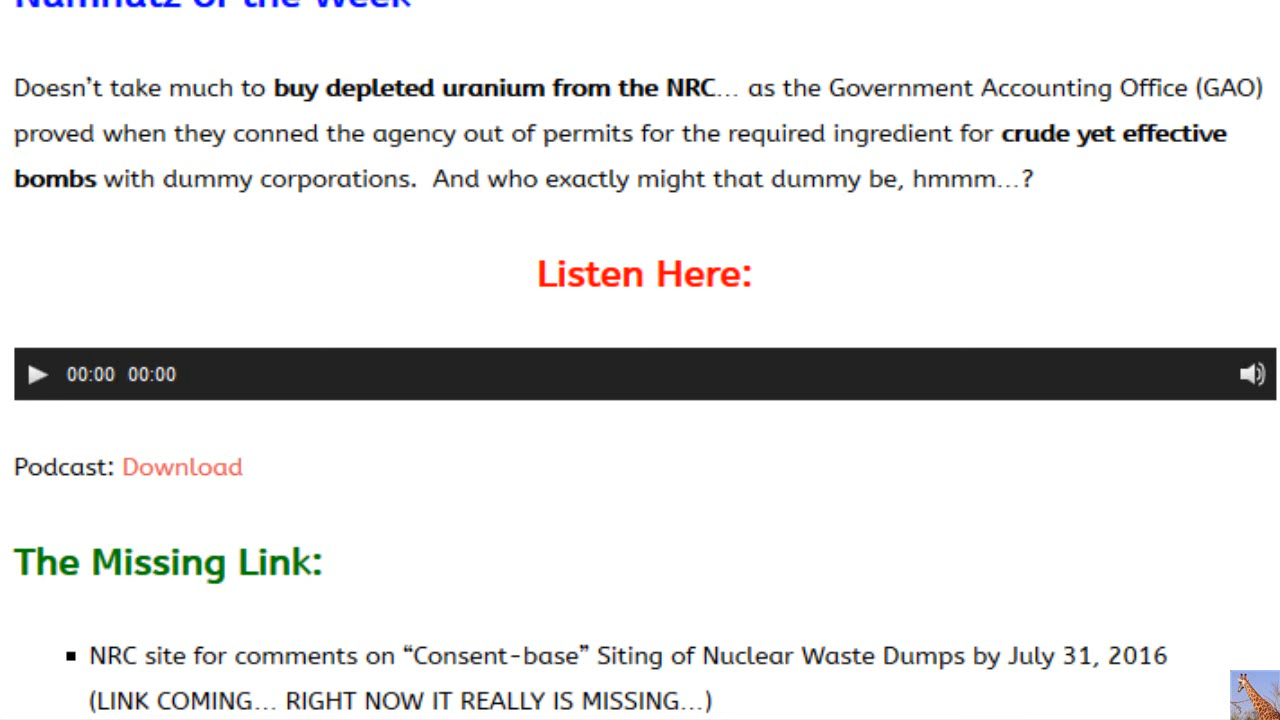 Numnutz of the Week
Doesn’t take much to buy depleted uranium from the NRC… as the Government Accounting Office (GAO)
proved when they conned the agency out of permits for the required ingredient for crude yet effective
bombs with dummy corporations.  And who exactly might that dummy be, hmmm…?
Listen Here:
00:00 00:00
Podcast: Download
The Missing Link:
NRC site for comments on “Consent-base” Siting of Nuclear Waste Dumps by July 31, 2016
(LINK COMING… RIGHT NOW IT REALLY IS MISSING…)